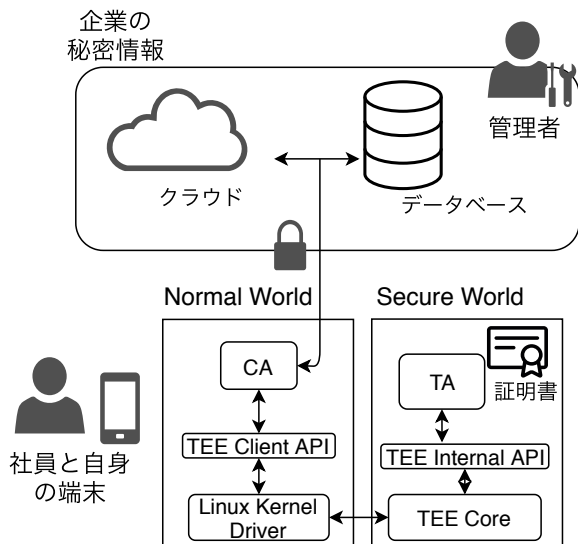 企業の
秘密情報
管理者
クラウド
データベース
Normal World
Secure World
CA
TA
証明書
TEE Client API
TEE Internal API
社員と自身
の端末
Linux Kernel
Driver
TEE Core